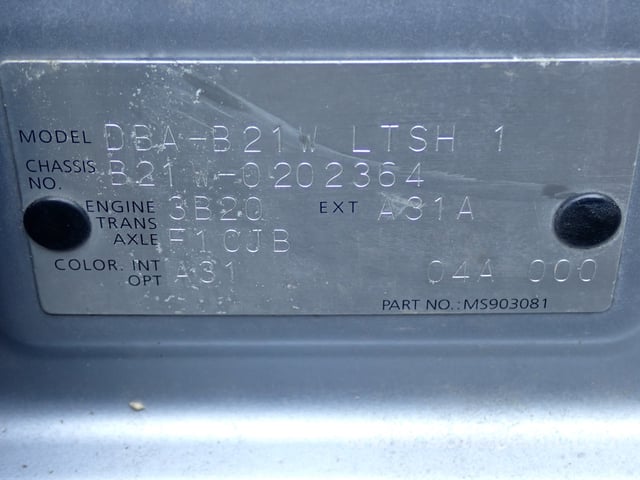 MODEL DBA-B21W LTSH 1
CHASSIS NO. B21W-0202364
ENGINE 3B20 EXT A31A
TRANS AXLE F1CJB
COLOR. INT A31 04A 000
OPT
PART NO.: MS903081